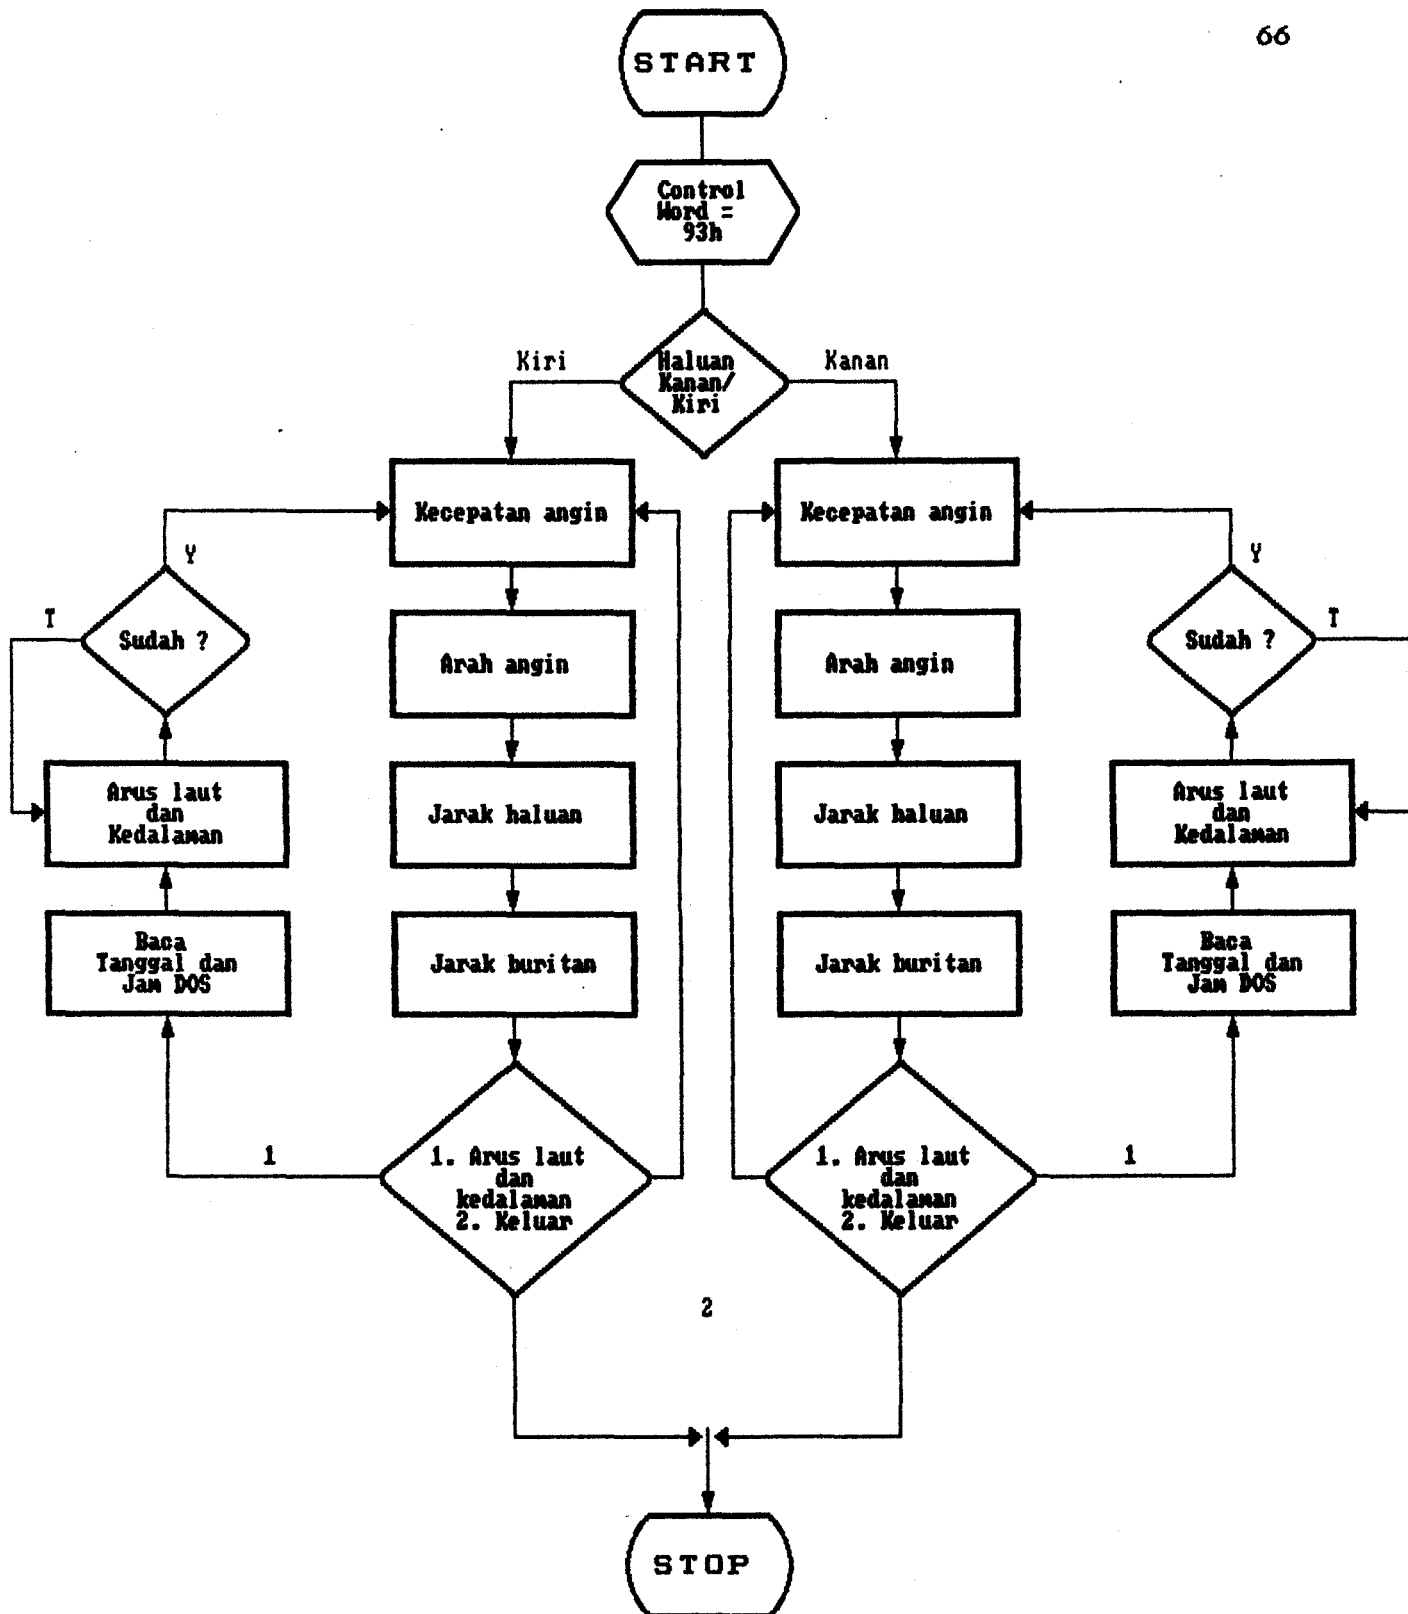 66
START
Control
Word =
93h
Haluan
Kanan/
Kiri
Kiri
Kanan
Kecepatan angin
Kecepatan angin
Y
Y
T
T
Sudah ?
Arah angin
Arah angin
Sudah ?
Arus laut
dan
Kedalaman
Jarak haluan
Jarak haluan
Arus laut
dan
Kedalaman
Baca
Tanggal dan
Jam DOS
Jarak buritan
Jarak buritan
Baca
Tanggal dan
Jam DOS
1
1. Arus laut
dan
kedalaman
2. Keluar
1. Arus laut
dan
kedalaman
2. Keluar
1
2
STOP